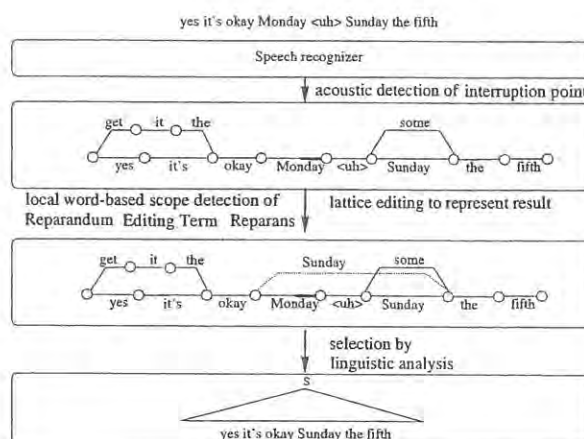 yes it's okay Monday <uh> Sunday the fifth
Speech recognizer
acoustic detection of interruption point
get it the
some
yes it's okay Monday <uh> Sunday the fifth
local word-based scope detection of
Reparandum Editing Term Reparans
lattice editing to represent result
get it the
Sunday
some
yes it's okay Monday <uh> Sunday the fifth
selection by
linguistic analysis
S
yes it's okay Sunday the fifth